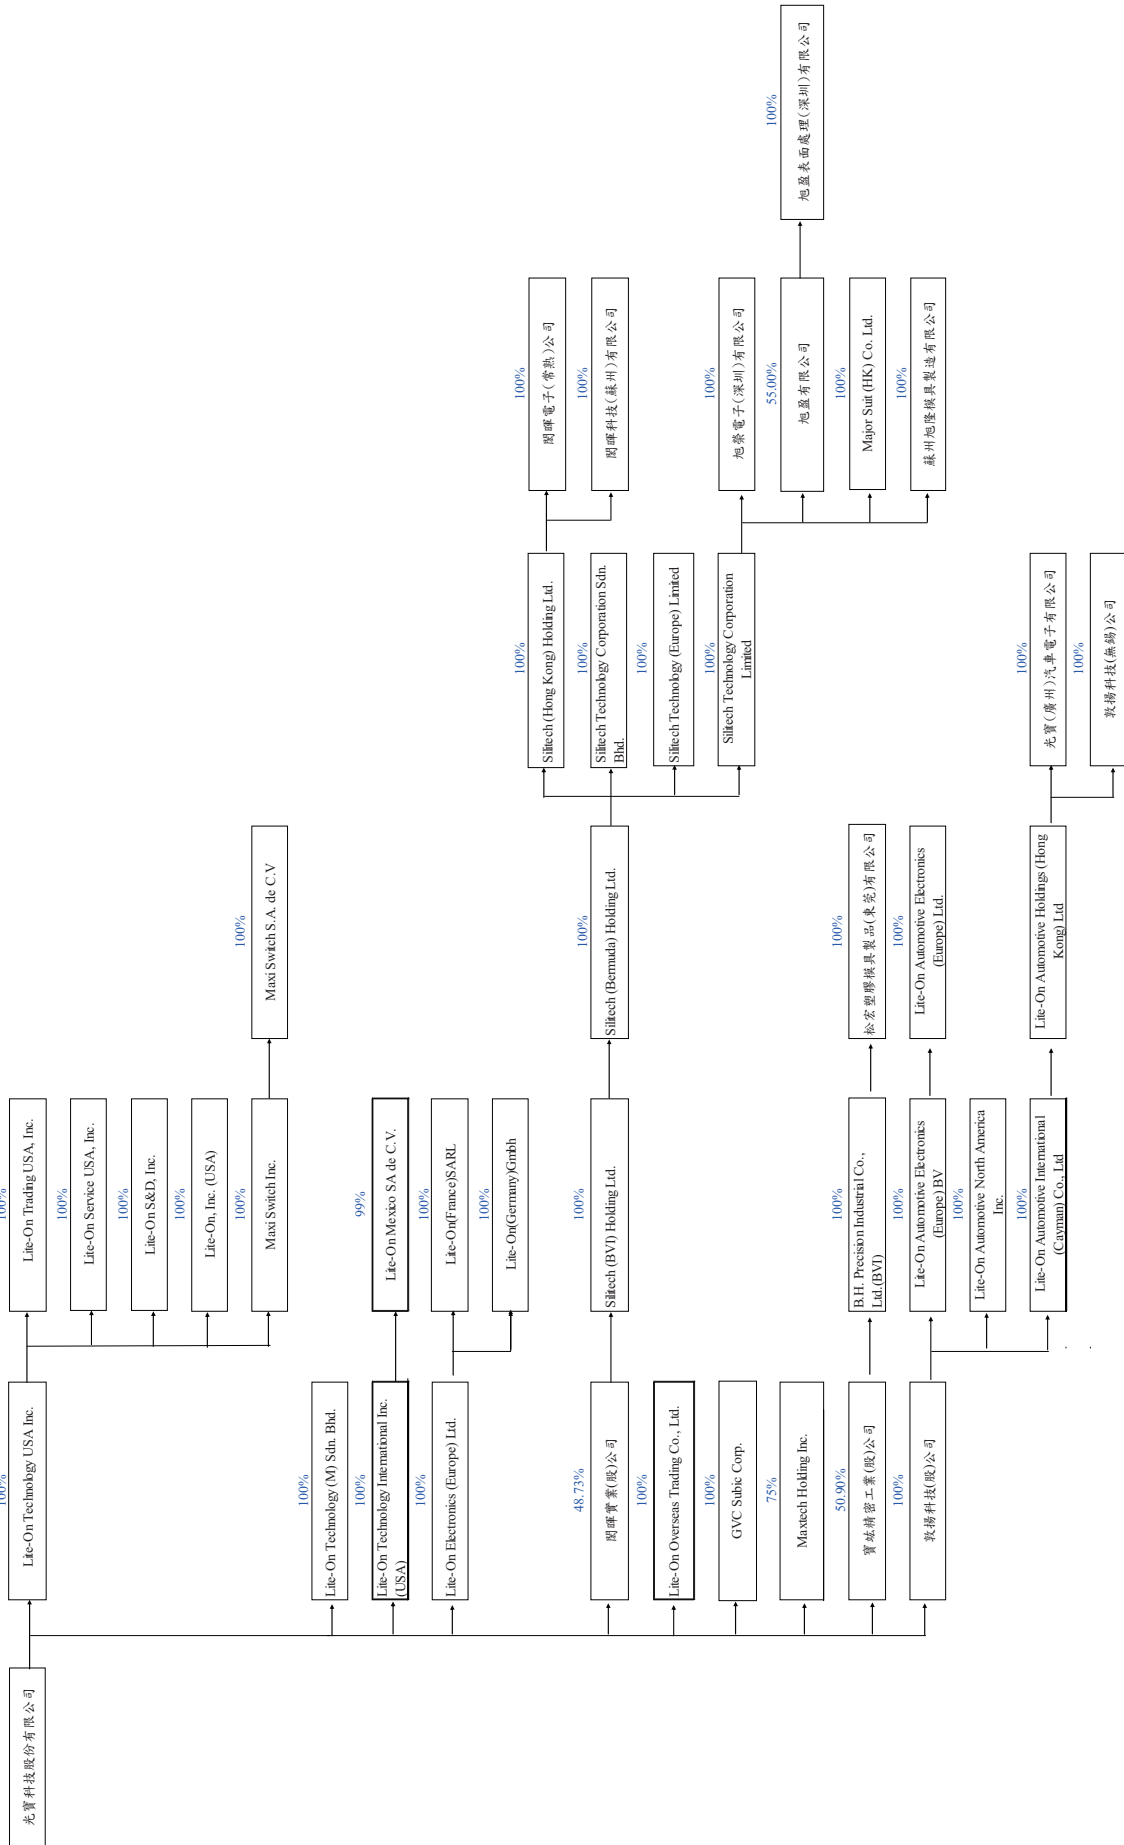 光寶科技股份有限公司
100%
Lite-On Technology USA Inc.
100%
Lite-On Trading USA, Inc.
100%
Lite-On Service USA, Inc.
100%
Lite-On S&D, Inc.
100%
Lite-On, Inc. (USA)
100%
Maxi Switch Inc.
100%
Maxi Switch S.A. de C.V
100%
Lite-On Technology (M) Sdn. Bhd.
100%
Lite-On Technology International Inc.
(USA)
99%
Lite-On Mexico SA de C.V.
100%
Lite-On Electronics (Europe) Ltd.
100%
Lite-On(France)SARL
100%
Lite-On(Germany)Gmbh
48.73%
閎暉實業(股)公司
100%
Silitech (BVI) Holding Ltd.
100%
Silitech (Bermuda) Holding Ltd.
100%
Silitech (Hong Kong) Holding Ltd.
100%
閎暉電子(常熟)公司
100%
閎暉科技(蘇州)有限公司
100%
Silitech Technology Corporation Sdn.
Bhd.
100%
Silitech Technology (Europe) Limited
100%
Silitech Technology Corporation
Limited
100%
旭榮電子(深圳)有限公司
55.00%
旭盈有限公司
100%
旭盈表面處理(深圳)有限公司
100%
Major Suit (HK) Co. Ltd.
100%
蘇州旭隆模具製造有限公司
100%
Lite-On Overseas Trading Co., Ltd.
100%
GVC Subic Corp.
75%
Maxtech Holding Inc.
50.90%
寶竑精密工業(股)公司
100%
B.H. Precision Industrial Co.,
Ltd.(BVI)
100%
松宏塑膠模具製品(東莞)有限公司
100%
敦揚科技(股)公司
100%
Lite-On Automotive Electronics
(Europe) BV
100%
Lite-On Automotive Electronics
(Europe) Ltd.
100%
Lite-On Automotive North America
Inc.
100%
Lite-On Automotive International
(Cayman) Co., Ltd
Lite-On Automotive Holdings (Hong
Kong) Ltd
100%
光寶(廣州)汽車電子有限公司
100%
敦揚科技(無錫)公司